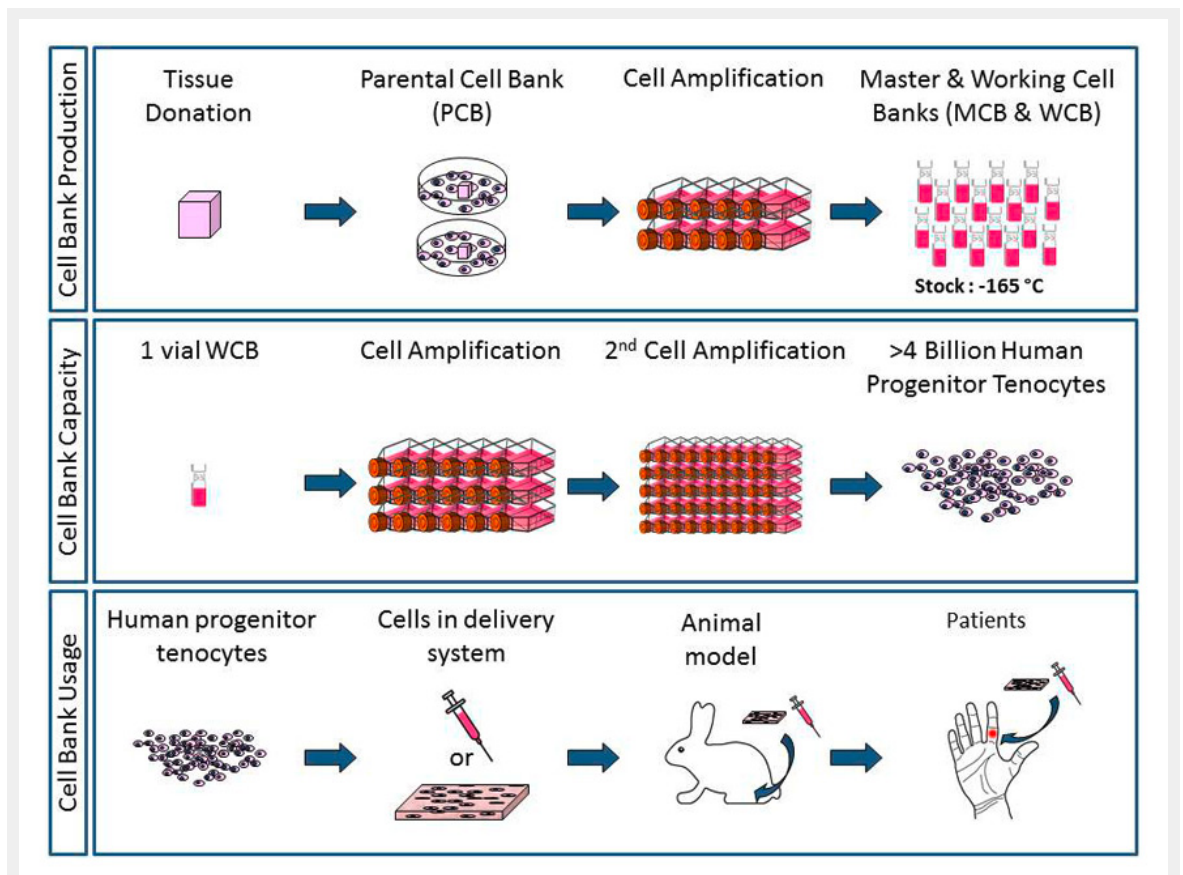 Cell Bank Production
Tissue
Donation
Parental Cell Bank
(PCB)
Cell Amplification
Master & Working Cell
Banks (MCB & WCB)
Stock : -165 °C
Cell Bank Capacity
1 vial WCB
Cell Amplification
2nd Cell Amplification
>4 Billion Human
Progenitor Tenocytes
Cell Bank Usage
Human progenitor
tenocytes
Cells in delivery
system
or
Animal
model
Patients